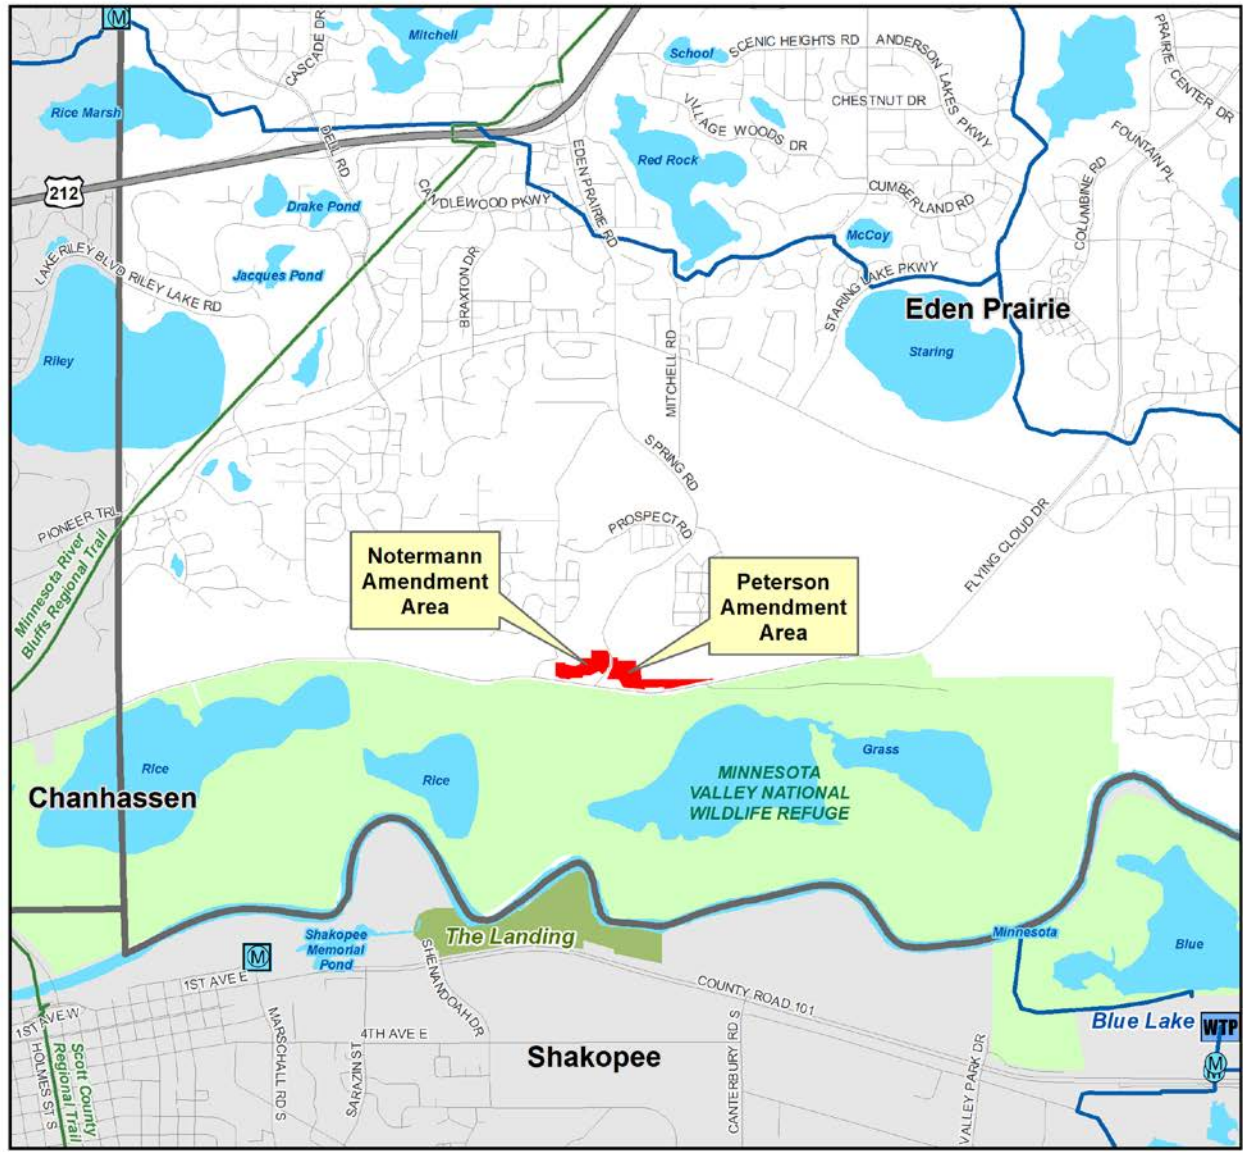 M
Mitchell
CASCADE DR
School
SCENIC HEIGHTS RD
ANDERSON LAKES PKWY
PRAIRIE CENTER DR
Rice Marsh
DELL RD
VILLAGE WOODS DR
CHESTNUT DR
FOUNTAIN PL
EDEN PRAIRIE RD
Red Rock
212
CANDLEWOOD PKWY
CUMBERLAND RD
COLUMBINE RD
Drake Pond
McCoy
LAKE RILEY BLVD
RILEY LAKE RD
Jacques Pond
BRAXTON DR
STARING LAKE PKWY
Eden Prairie
Riley
MITCHELL RD
Staring
SPRING RD
PIONEER TRL
PROSPECT RD
FLYING CLOUD DR
Minnesota River
Bluffs Regional Trail
Notermann
Amendment
Area
Peterson
Amendment
Area
Rice
Rice
Grass
Chanhassen
MINNESOTA
VALLEY NATIONAL
WILDLIFE REFUGE
Shakopee
Memorial
Pond
The Landing
Minnesota
Blue
M
1ST AVE E
SHENANDOAH DR
COUNTY ROAD 101
1ST AVE W
MARSCHALL RD S
4TH AVE E
Blue Lake
WTP
HOLMES ST S
Scott County
Regional Trail
SARAZIN ST
Shakopee
CANTERBURY RD S
VALLEY PARK DR
M
M